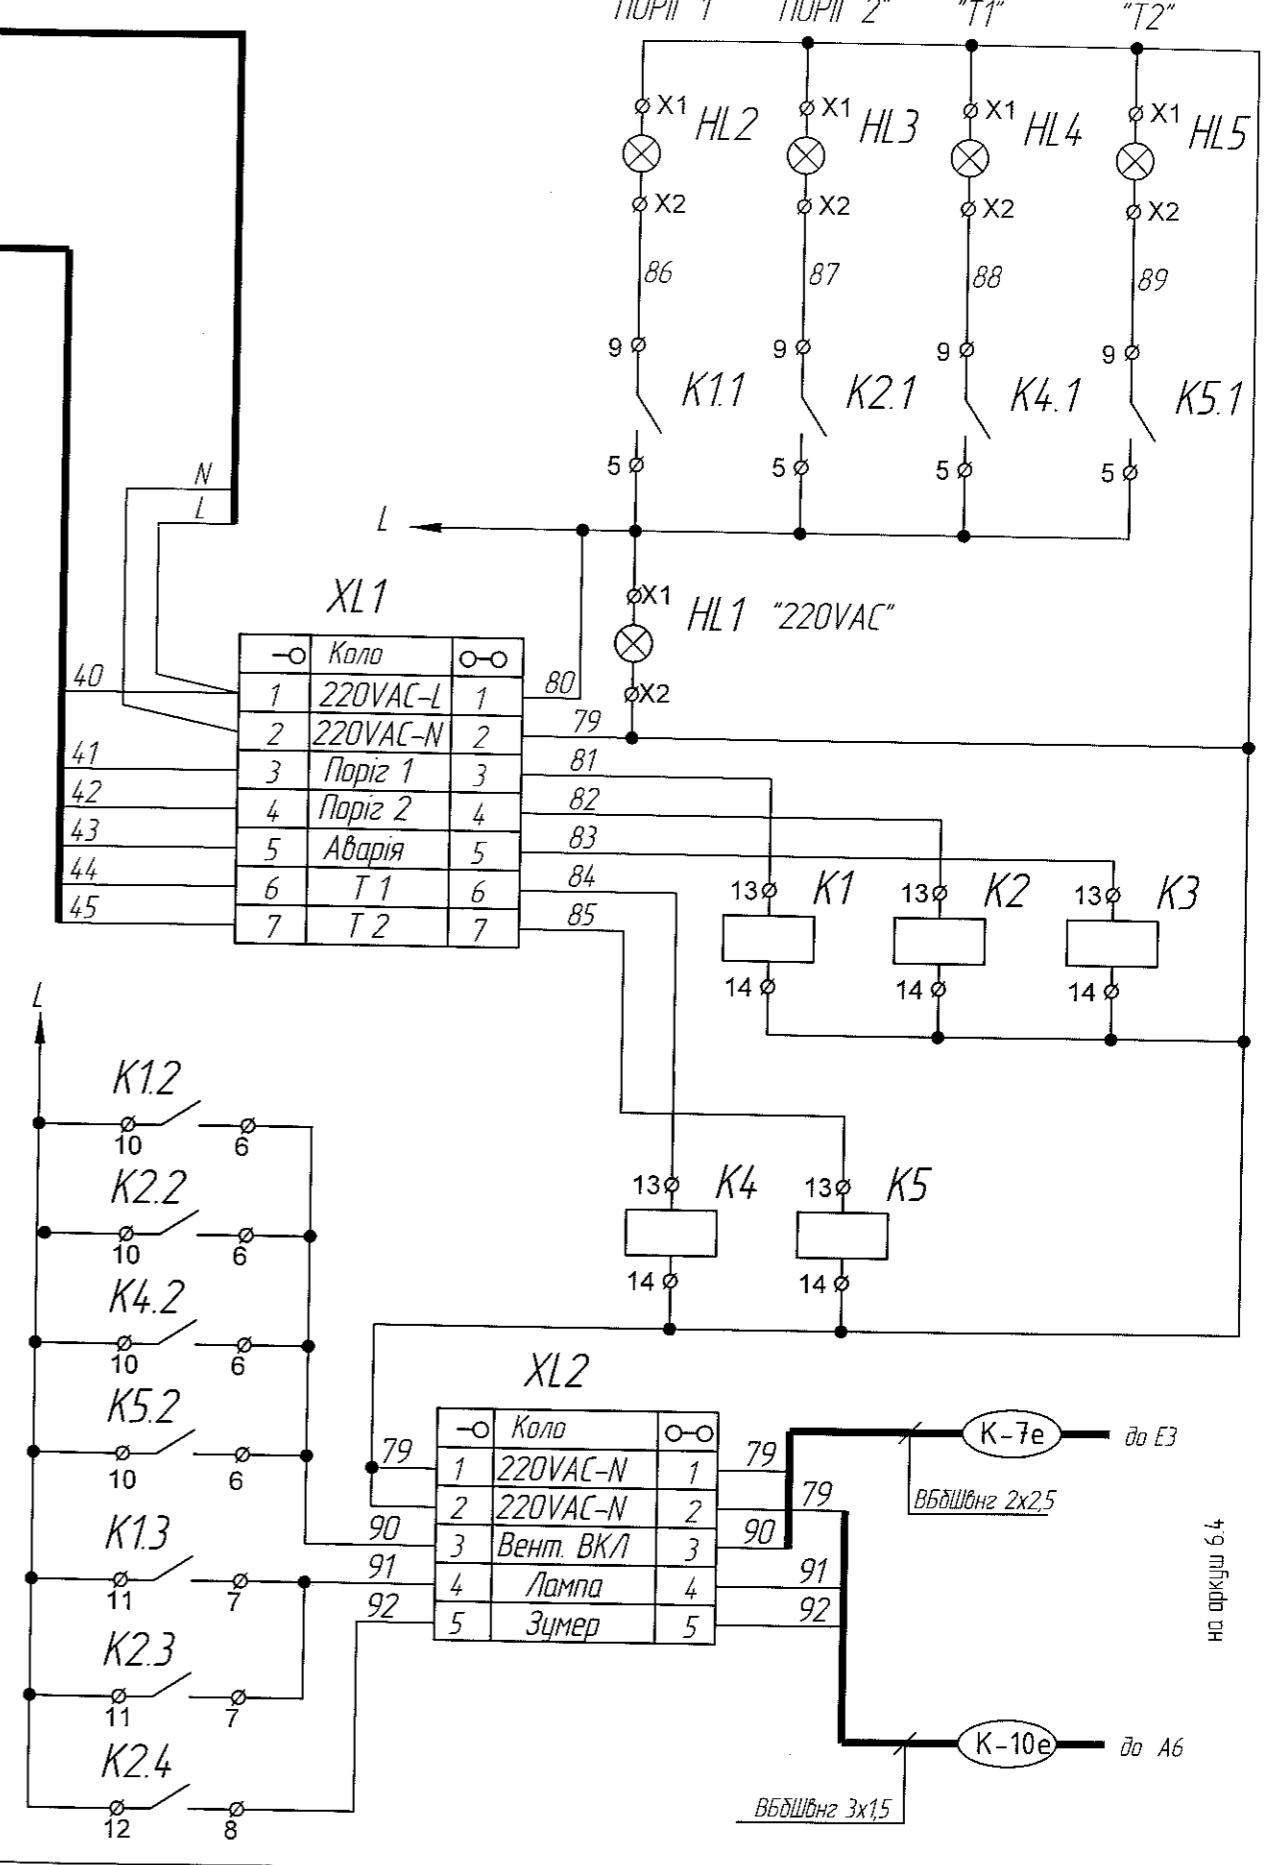 ПОРІГ 1 ПОРІГ 2" "Т1" "Т2"
X1 HL2 X1 HL3 X1 HL4 X1 HL5
X2 X2 X2 X2
86 87 88 89
9 K1.1 9 K2.1 9 K4.1 9 K5.1
5 5 5 5
N
L
L
X1 HL1 "220VAC"
X2
XL1
Коло
40 1 220VAC-L 1 80
2 220VAC-N 2 79
41 3 Поріг 1 3 81
42 4 Поріг 2 4 82
43 5 Аварія 5 83
44 6 Т 1 6 84
45 7 Т 2 7 85
13 K1 13 K2 13 K3
14 14 14
13 K4 13 K5
14 14
L
K1.2
10 6
K2.2
10 6
K4.2
10 6
K5.2
10 6
K1.3
11 7
K2.3
11 7
K2.4
12 8
XL2
Коло
79 1 220VAC-N 1 79
2 220VAC-N 2 79
90 3 Вент. ВКЛ 3 90
91 4 Лампа 4 91
92 5 Зумер 5 92
К-7е до Е3
ВБбШвнг 2х2,5
К-10е до А6
ВБбШвнг 3х1,5
на аркуш 6.4